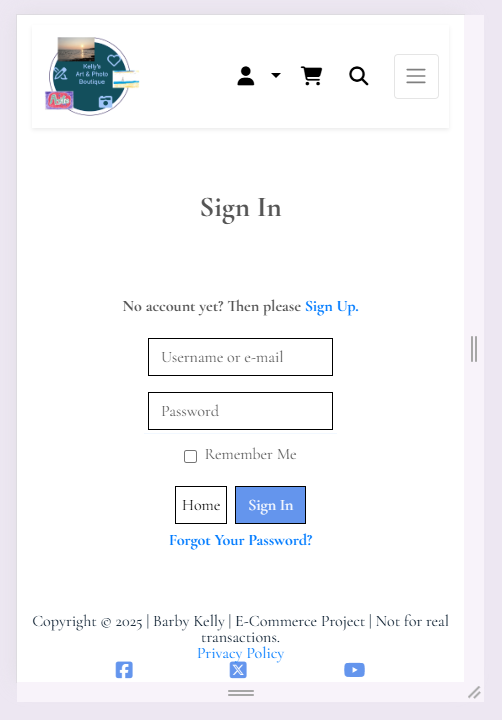 Kelly's
Art & Photo
Boutique
Sign In
No account yet? Then please Sign Up.
Username or e-mail
Password
Remember Me
Home
Sign In
Forgot Your Password?
Copyright © 2025 | Barby Kelly | E-Commerce Project | Not for real
transactions.
Privacy Policy